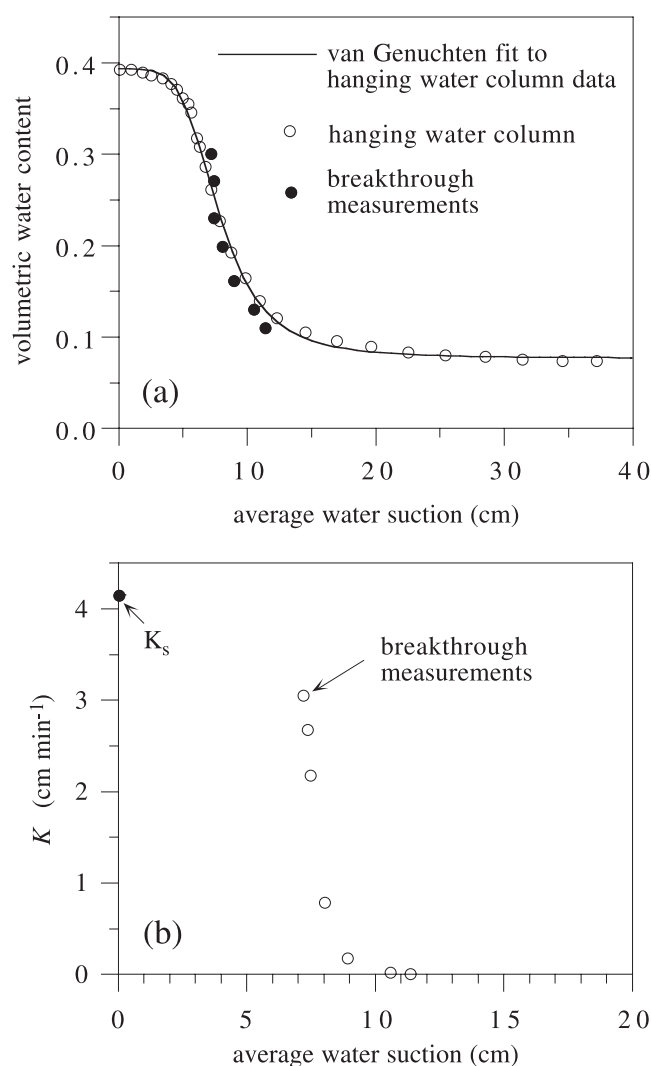 van Genuchten fit to
hanging water column data
hanging water column
breakthrough
measurements
volumetric water content
0.4
0.3
0.2
0.1
0.0
(a)
0 10 20 30 40
average water suction (cm)
K (cm min-1)
4
3
2
1
0
Ks
breakthrough
measurements
(b)
0 5 10 15 20
average water suction (cm)